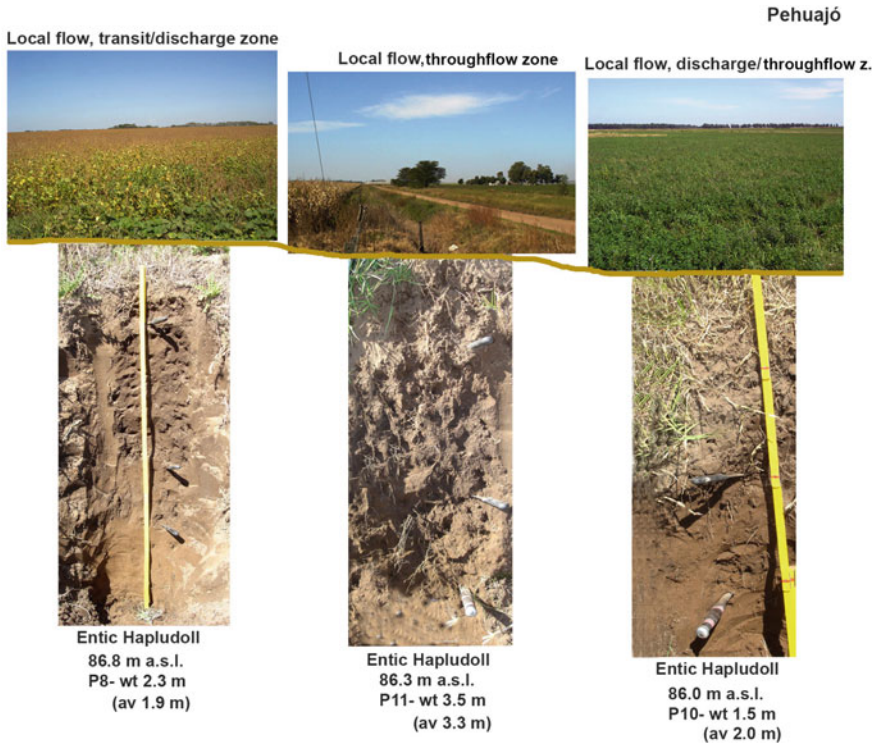 Pehuajó
Local flow, transit/discharge zone
Local flow,throughflow zone
Local flow, discharge/throughflow z.
Entic Hapludoll
86.8 m a.s.l.
P8- wt 2.3 m
(av 1.9 m)
Entic Hapludoll
86.3 m a.s.l.
P11- wt 3.5 m
(av 3.3 m)
Entic Hapludoll
86.0 m a.s.l.
P10- wt 1.5 m
(av 2.0 m)